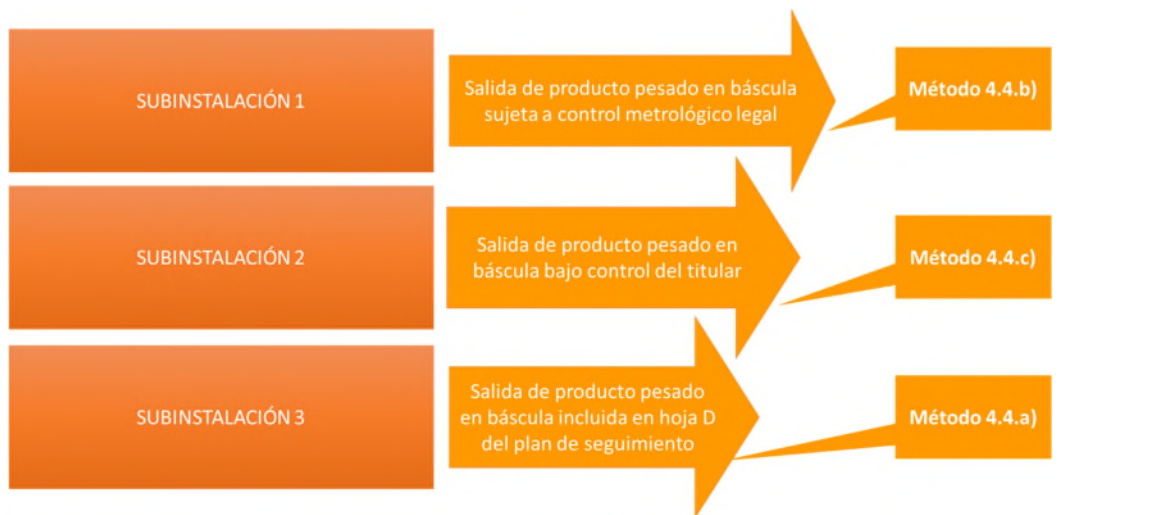 SUBINSTALACIÓN 1
Salida de producto pesado en báscula
sujeta a control metrológico legal
Método 4.4.b)
SUBINSTALACIÓN 2
Salida de producto pesado en
báscula bajo control del titular
Método 4.4.c)
SUBINSTALACIÓN 3
Salida de producto pesado
en báscula incluida en hoja D
del plan de seguimiento
Método 4.4.a)